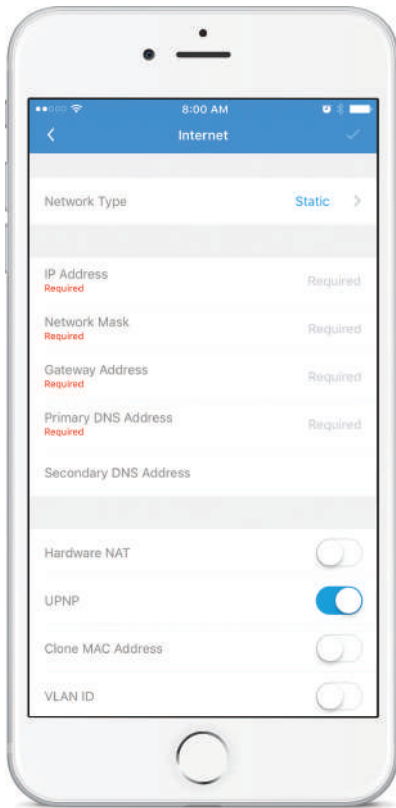 8:00 AM
Internet
Network Type Static
IP Address
Required Required
Network Mask
Required Required
Gateway Address
Required Required
Primary DNS Address
Required Required
Secondary DNS Address
Hardware NAT
UPNP
Clone MAC Address
VLAN ID